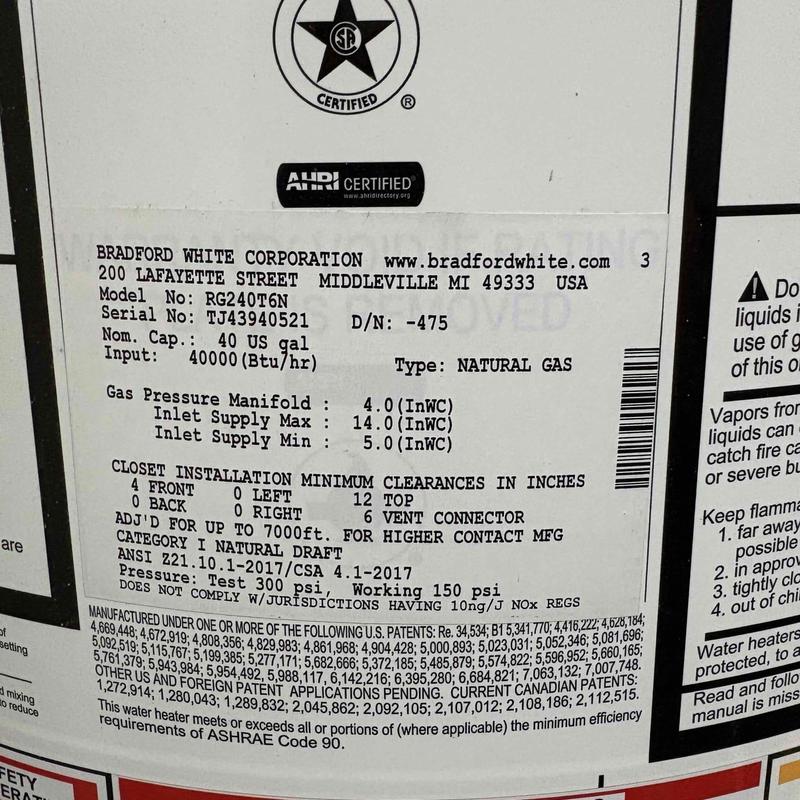 SA
CERTIFIED
®
AHRI CERTIFIED®
www.ahridirectory.org
WARRANTY VOID IF RATING
REMOVED
BRADFORD WHITE CORPORATION www.bradfordwhite.com 3
200 LAFAYETTE STREET MIDDLEVILLE MI 49333 USA
Model No: RG240T6N
Serial No: TJ43940521 D/N: -475
Nom. Cap.: 40 US gal
Input: 40000(Btu/hr) Type: NATURAL GAS
Gas Pressure Manifold : 4.0(InWC)
Inlet Supply Max : 14.0(InWC)
Inlet Supply Min : 5.0(InWC)
CLOSET INSTALLATION MINIMUM CLEARANCES IN INCHES
4 FRONT 0 LEFT 12 TOP
0 BACK 0 RIGHT 6 VENT CONNECTOR
ADJ'D FOR UP TO 7000ft. FOR HIGHER CONTACT MFG
CATEGORY I NATURAL DRAFT
ANSI Z21.10.1-2017/CSA 4.1-2017
Pressure: Test 300 psi, Working 150 psi
DOES NOT COMPLY W/JURISDICTIONS HAVING 10ng/J NOx REGS
MANUFACTURED UNDER ONE OR MORE OF THE FOLLOWING U.S. PATENTS: Re. 34,534; B1 5,341,770; 4,416,222; 4,628,184;
4,669,448; 4,672,919; 4,808,356; 4,829,983; 4,861,968; 4,904,428; 5,000,893; 5,023,031; 5,052,346; 5,081,696;
5,092,519; 5,115,767; 5,199,385; 5,277,171; 5,682,666; 5,372,185; 5,485,879; 5,574,822; 5,596,952; 5,660,165;
5,761,379; 5,943,984; 5,954,492; 5,988,117; 6,142,216; 6,395,280; 6,684,821; 7,063,132; 7,007,748.
OTHER US AND FOREIGN PATENT APPLICATIONS PENDING. CURRENT CANADIAN PATENTS:
1,272,914; 1,280,043; 1,289,832; 2,045,862; 2,092,105; 2,107,012; 2,108,186; 2,112,515.
This water heater meets or exceeds all or portions of (where applicable) the minimum efficiency
requirements of ASHRAE Code 90.
Do
liquids
use of
of this
Vapors
liquids can
catch fire
or severe
Keep
1. far away
possible
2. in
3. tightly
4. out of
Water heaters
protected, to
Read and
manual is
are
of
setting
mixing
to reduce